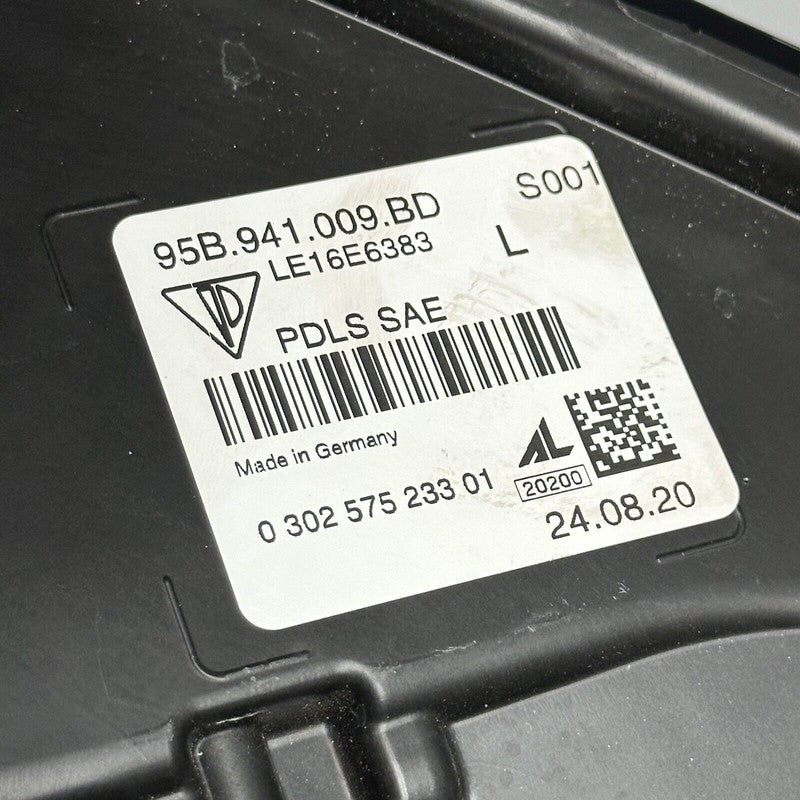 95B.941.009.BD
S001
LE16E6383
L
PDLS SAE
Made in Germany
AL
20200
0 302 575 233 01
24.08.20